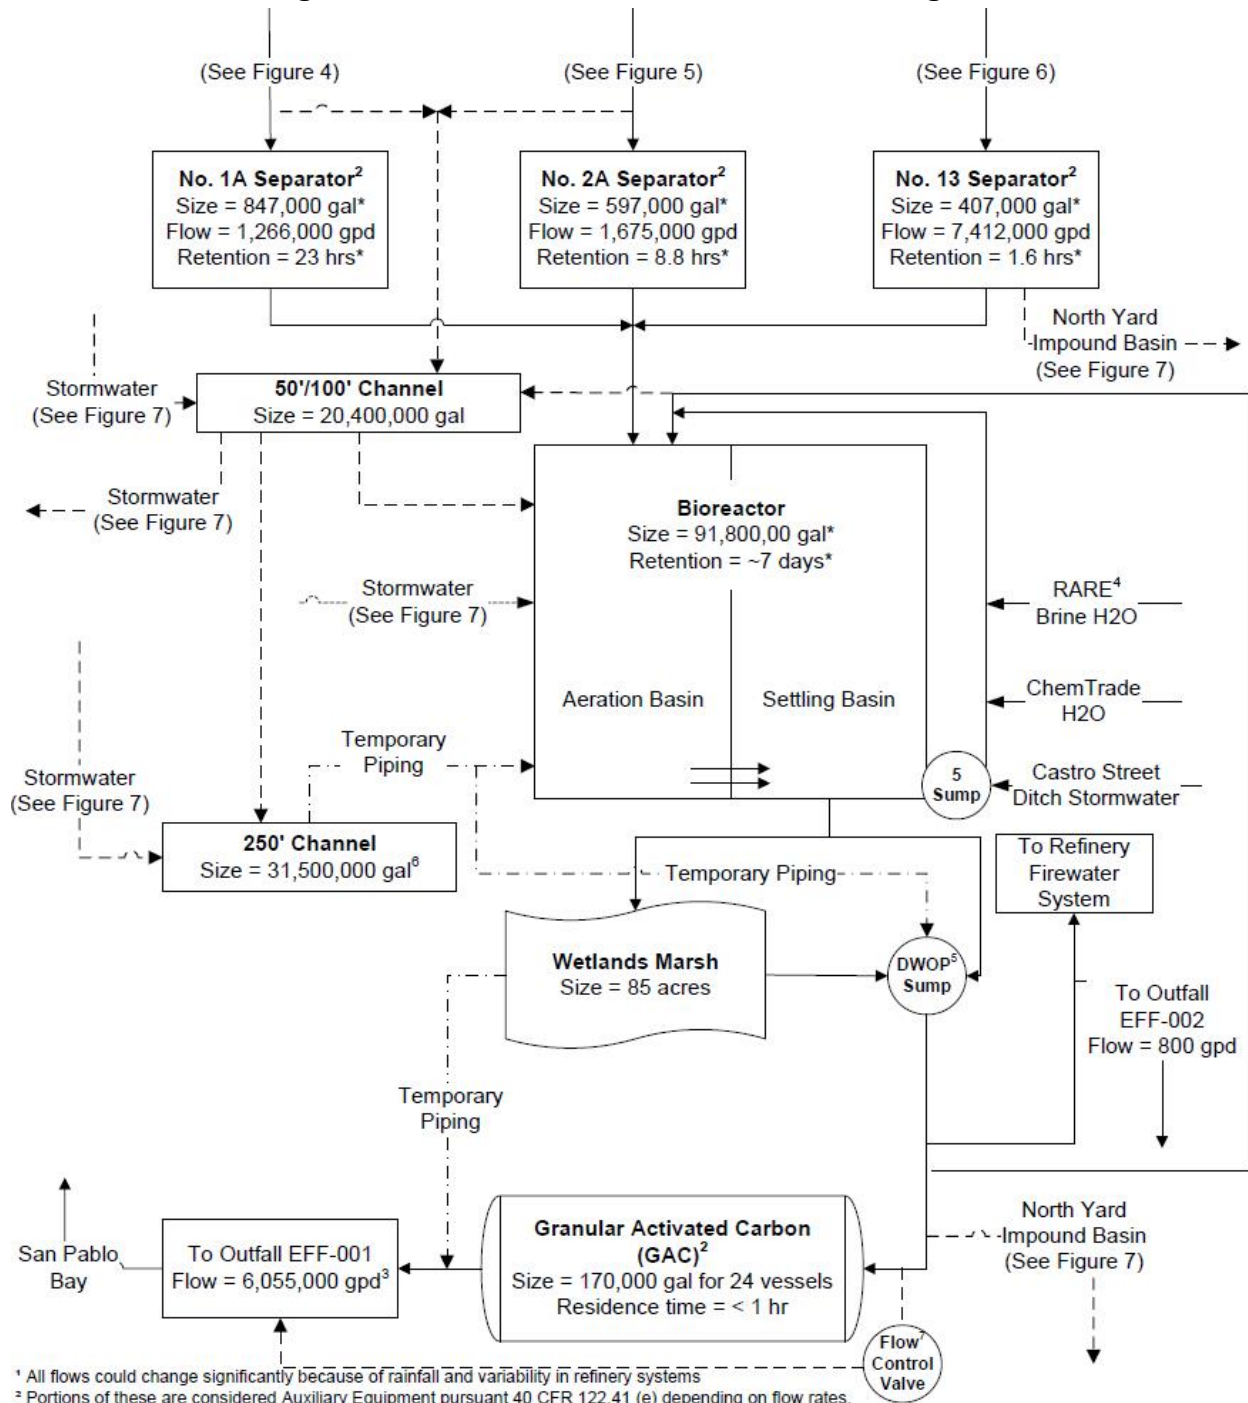 (See Figure 4)
(See Figure 5)
(See Figure 6)
No. 1A Separator²
Size = 847,000 gal*
Flow = 1,266,000 gpd
Retention = 23 hrs*
No. 2A Separator²
Size = 597,000 gal*
Flow = 1,675,000 gpd
Retention = 8.8 hrs*
No. 13 Separator²
Size = 407,000 gal*
Flow = 7,412,000 gpd
Retention = 1.6 hrs*
North Yard
Impound Basin
(See Figure 7)
Stormwater
(See Figure 7)
50'/100' Channel
Size = 20,400,000 gal
Stormwater
(See Figure 7)
Bioreactor
Size = 91,800,00 gal*
Retention = ~7 days*
Stormwater
(See Figure 7)
RARE⁴
Brine H2O
Aeration Basin
Settling Basin
ChemTrade
H2O
Temporary
Piping
Stormwater
(See Figure 7)
5
Sump
Castro Street
Ditch Stormwater
250' Channel
Size = 31,500,000 gal⁶
To Refinery
Firewater
System
Temporary Piping
Wetlands Marsh
Size = 85 acres
DWOP⁵
Sump
To Outfall
EFF-002
Flow = 800 gpd
Temporary
Piping
San Pablo
Bay
To Outfall EFF-001
Flow = 6,055,000 gpd³
Granular Activated Carbon
(GAC)²
Size = 170,000 gal for 24 vessels
Residence time = < 1 hr
North Yard
Impound Basin
(See Figure 7)
Flow⁷
Control
Valve
¹ All flows could change significantly because of rainfall and variability in refinery systems
² Portions of these are considered Auxiliary Equipment pursuant 40 CFR 122.41 (e) depending on flow rates.